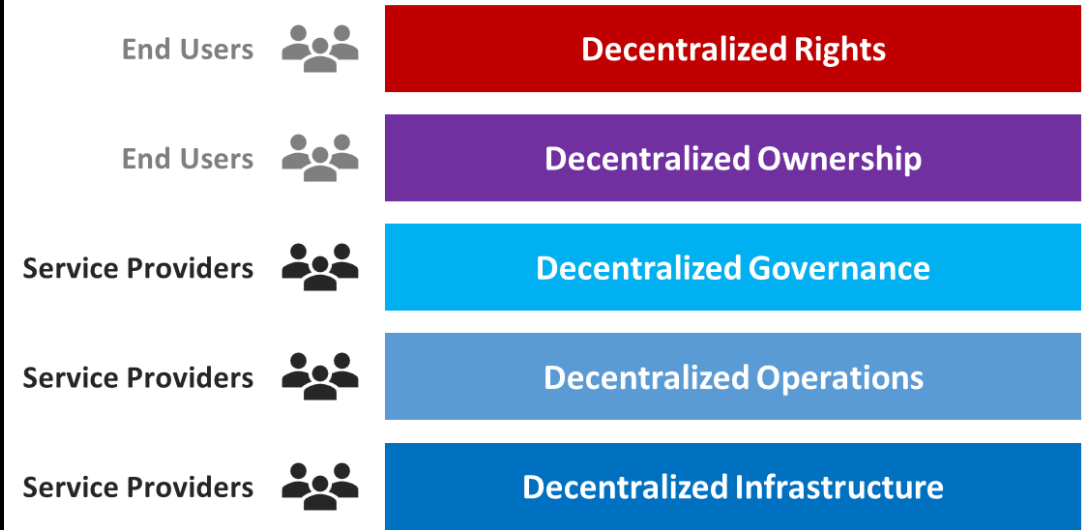 End Users Decentralized Rights
End Users Decentralized Ownership
Service Providers Decentralized Governance
Service Providers Decentralized Operations
Service Providers Decentralized Infrastructure